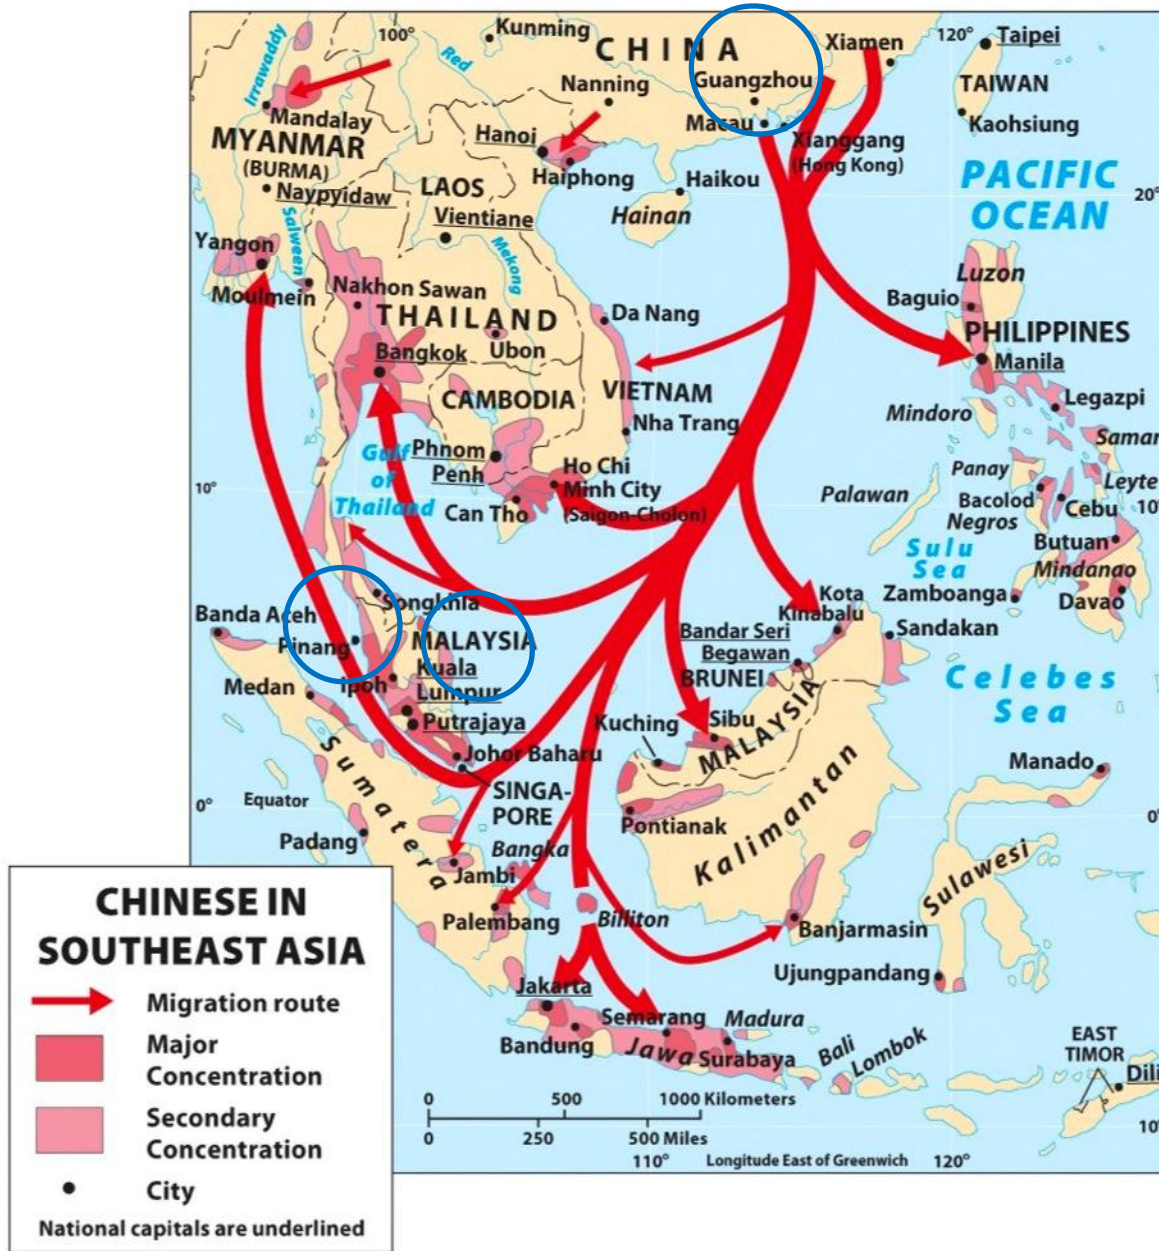 100°
Kunming
CHINA
Xiamen
120°
Taipei
Irrawaddy
Red
Nanning
Guangzhou
TAIWAN
Mandalay
Hanoi
Macau
Kaohsiung
MYANMAR
(BURMA)
Xianggang
(Hong Kong)
Haiphong
Haikou
PACIFIC
OCEAN
20°
LAOS
Naypyidaw
Hainan
Vientiane
Salween
Mekong
Yangon
Moulmein
Nakhon Sawan
Luzon
Baguio
THAILAND
Da Nang
PHILIPPINES
Bangkok
Ubon
Manila
CAMBODIA
VIETNAM
Mindoro
Legazpi
Nha Trang
Samar
Phnom
Penh
Gulf
of
Thailand
Ho Chi
Minh City
(Saigon-Cholon)
Panay
Leyte
10°
Palawan
Bacolod
Cebu
10°
Can Tho
Negros
Sulu
Sea
Butuan
Mindanao
Songkhla
Kota
Kinabalu
Zamboanga
Davao
Banda Aceh
Pinang
MALAYSIA
Bandar Seri
Begawan
Sandakan
Kuala
Lumpur
BRUNEI
Celebes
Sea
Medan
Ipoh
Putrajaya
Kuching
Sibu
MALAYSIA
Sumatera
Johor Baharu
Manado
SINGA-
PORE
Equator
0°
Pontianak
0°
Padang
Bangka
Kalimantan
Jambi
Sulawesi
Palembang
Billiton
Banjarmasin
Ujungpandang
Jakarta
Semarang
Madura
Bandung
Jawa
Surabaya
Bali
Lombok
EAST
TIMOR
Dili
0 500 1000 Kilometers
0 250 500 Miles
10°
110°
Longitude East of Greenwich
120°
CHINESE IN
SOUTHEAST ASIA
Migration route
Major
Concentration
Secondary
Concentration
City
National capitals are underlined